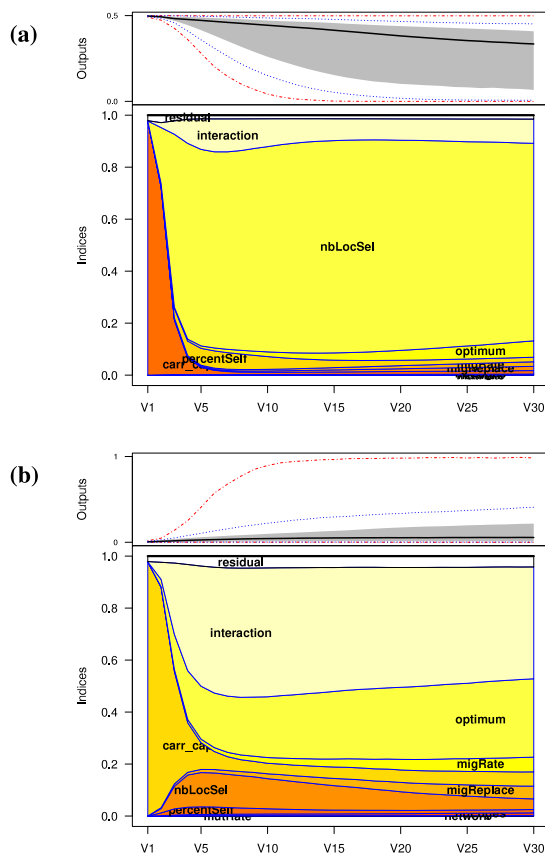 (a)
Outputs
0.5
0.0
Indices
1.0
0.8
0.6
0.4
0.2
0.0
residual
interaction
nbLocSel
optimum
percentSelf
carr_cap
migRate
migReplace
V1 V5 V10 V15 V20 V25 V30
(b)
Outputs
1
0
Indices
1.0
0.8
0.6
0.4
0.2
0.0
residual
interaction
optimum
carr_cap
migRate
nbLocSel
migReplace
percentSelf
mutRate
V1 V5 V10 V15 V20 V25 V30